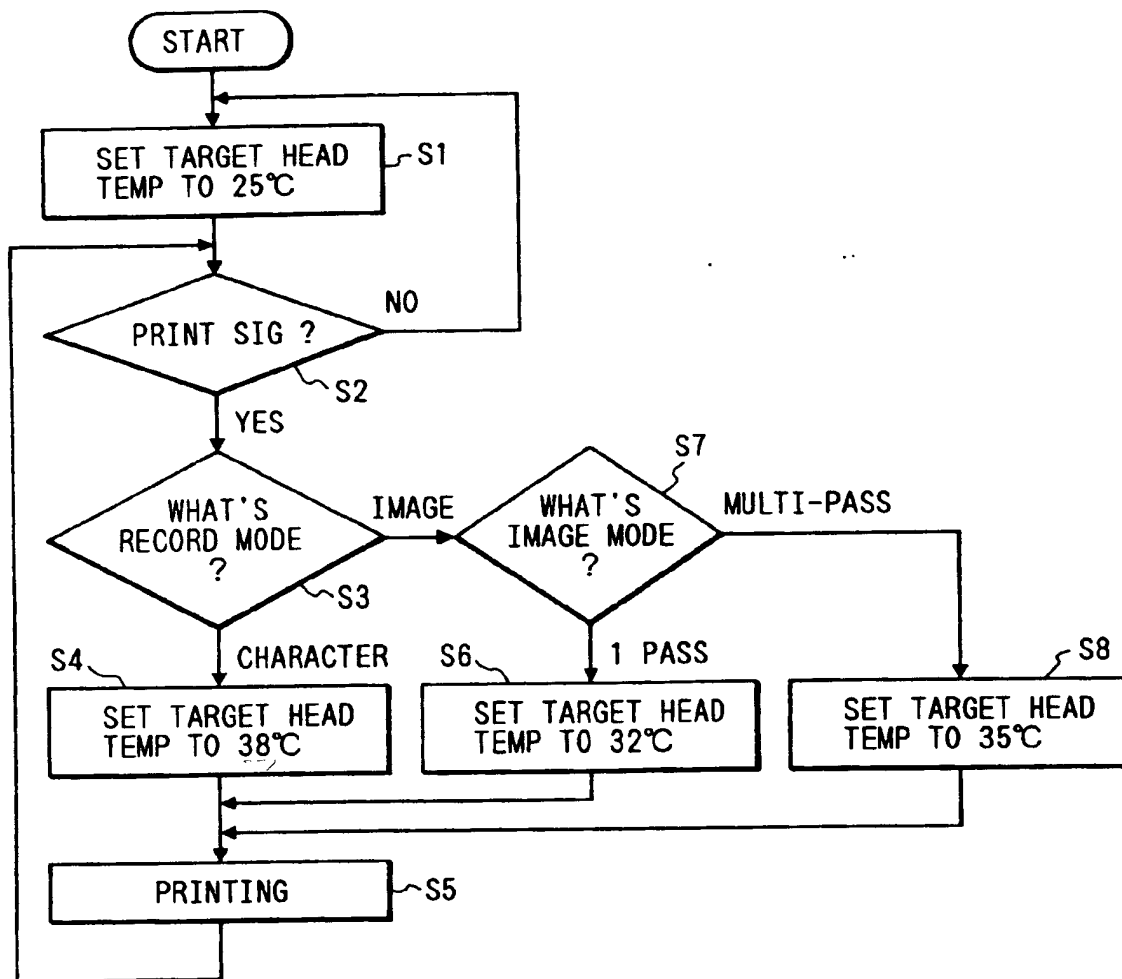 START
SET TARGET HEAD
TEMP TO 25℃
S1
PRINT SIG ?
NO
S2
YES
WHAT'S
RECORD MODE
?
S3
IMAGE
WHAT'S
IMAGE MODE
?
S7
MULTI-PASS
CHARACTER
S4
SET TARGET HEAD
TEMP TO 38℃
1 PASS
S6
SET TARGET HEAD
TEMP TO 32℃
S8
SET TARGET HEAD
TEMP TO 35℃
PRINTING
S5